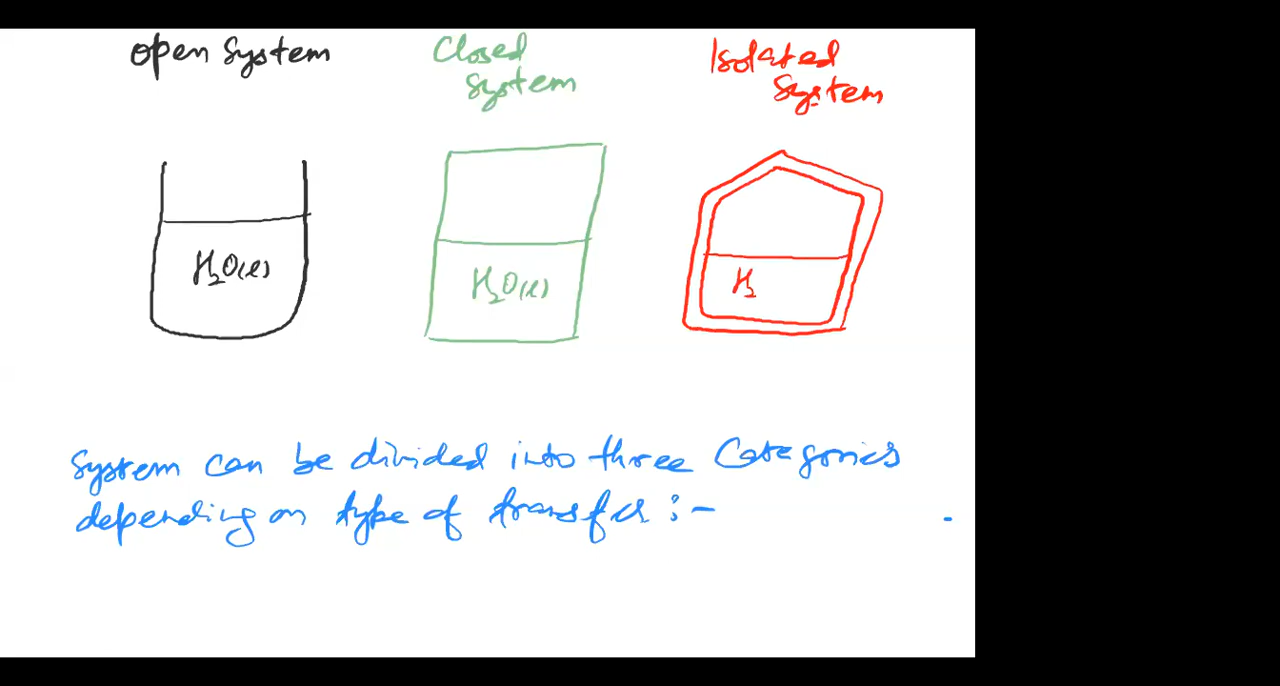 open System
Closed
System
Isolated
System
H₂O(l)
H₂O(l)
H₂
System can be divided into three Categories
depending on type of transfer :-